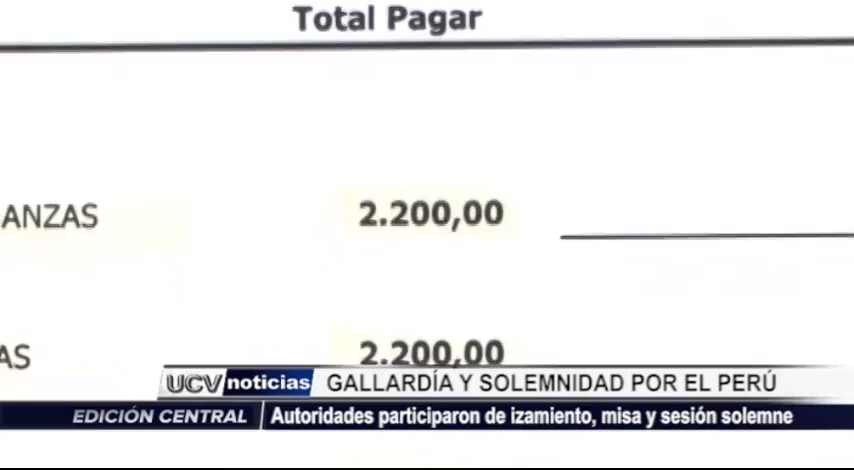 Total Pagar
ANZAS 2.200,00
AS 2.200,00
UCV noticias GALLARDÍA Y SOLEMNIDAD POR EL PERÚ
EDICIÓN CENTRAL Autoridades participaron de izamiento, misa y sesión solemne